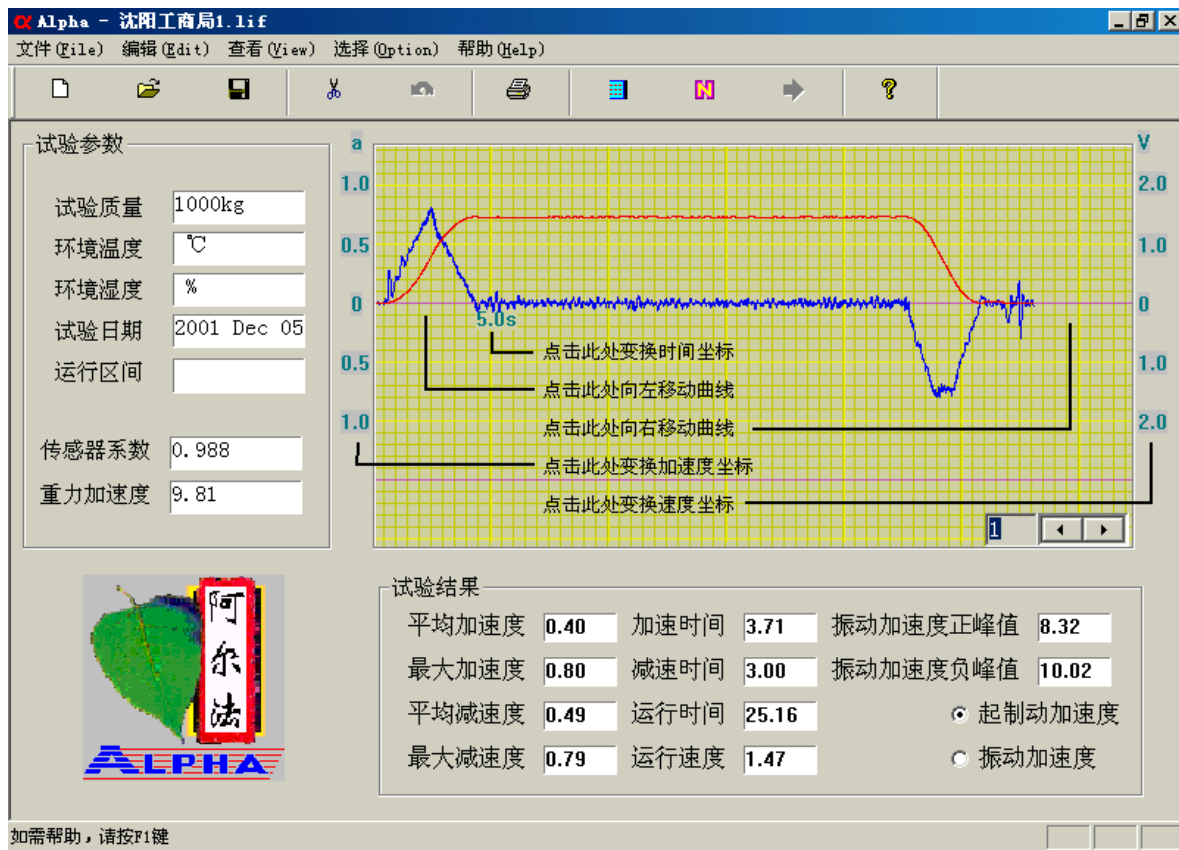 Alpha - 沈阳工商局1.lif
文件(File) 编辑(Edit) 查看(View) 选择(Option) 帮助(Help)
试验参数
试验质量 1000kg
环境温度 ℃
环境湿度 %
试验日期 2001 Dec 05
运行区间
传感器系数 0.988
重力加速度 9.81
a
1.0
0.5
0
0.5
1.0
V
2.0
1.0
0
1.0
2.0
5.0s
点击此处变换时间坐标
点击此处向左移动曲线
点击此处向右移动曲线
点击此处变换加速度坐标
点击此处变换速度坐标
1
阿尔法
ALPHA
试验结果
平均加速度 0.40 加速时间 3.71 振动加速度正峰值 8.32
最大加速度 0.80 减速时间 3.00 振动加速度负峰值 10.02
平均减速度 0.49 运行时间 25.16 起制动加速度
最大减速度 0.79 运行速度 1.47 振动加速度
如需帮助，请按F1键